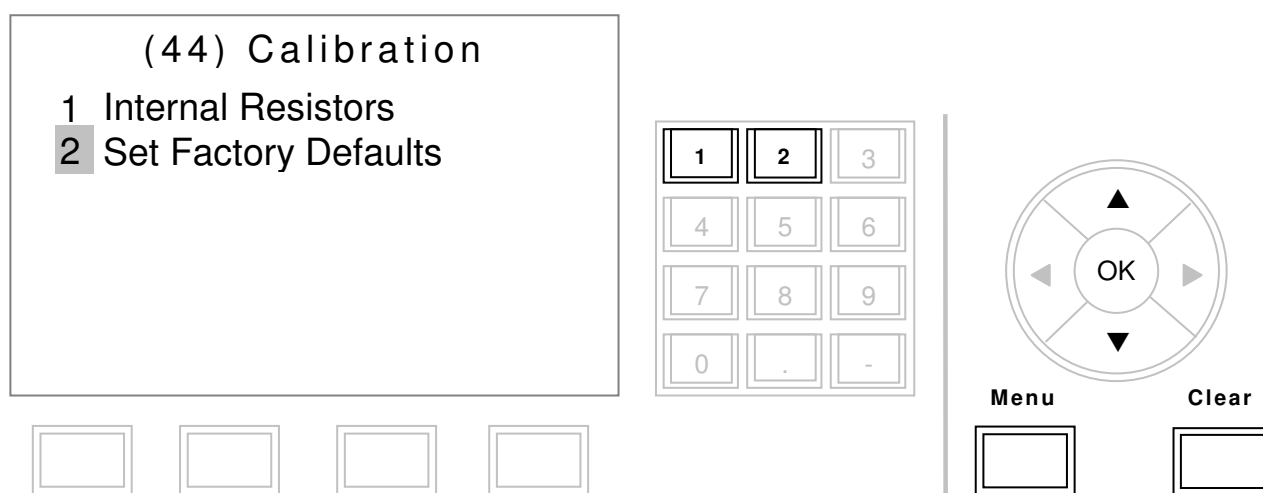 (44) Calibration
1 Internal Resistors
2 Set Factory Defaults
1 2 3
4 5 6
7 8 9
0 . -
OK
Menu Clear